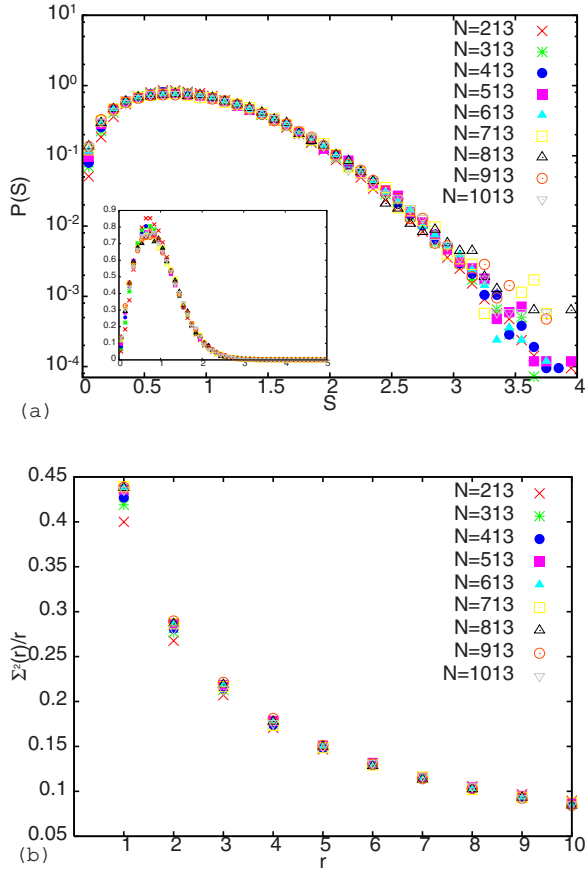 N=213
N=313
N=413
N=513
N=613
N=713
N=813
N=913
N=1013
10^1
10^0
10^-1
10^-2
10^-3
10^-4
P(S)
0.9
0.8
0.7
0.6
0.5
0.4
0.3
0.2
0.1
0
0 1 2 3 4 5
0 0.5 1 1.5 2 2.5 3 3.5 4
S
(a)
0.45
0.4
0.35
0.3
0.25
0.2
0.15
0.1
0.05
Σ²(r)/r
N=213
N=313
N=413
N=513
N=613
N=713
N=813
N=913
N=1013
1 2 3 4 5 6 7 8 9 10
r
(b)